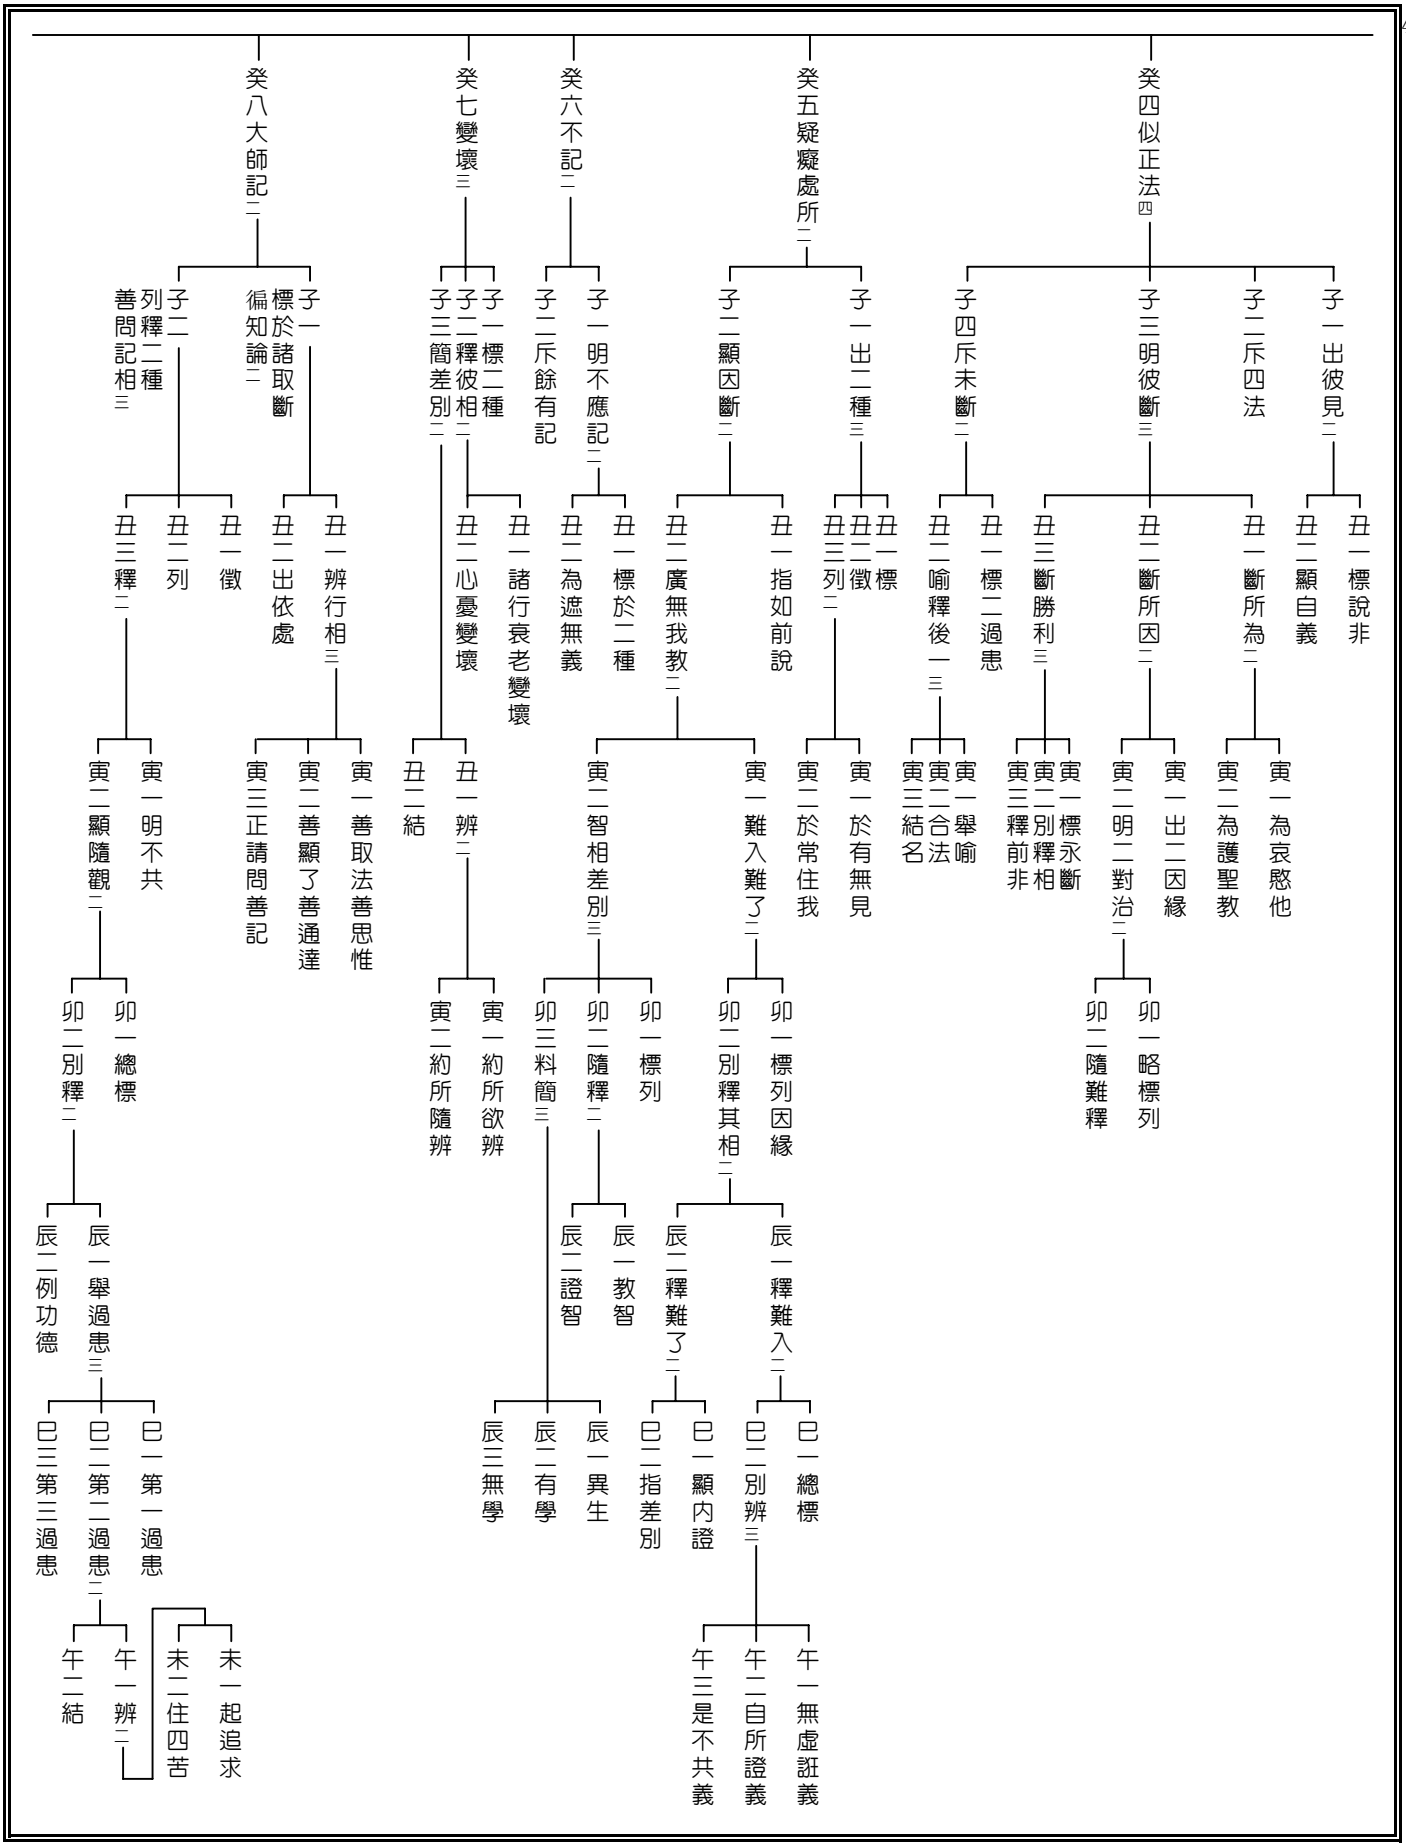 癸四似正法四
子一出彼見二
丑一標說非
丑二顯自義
子二斥四法
子三明彼斷三
丑一斷所為二
寅一為哀愍他
寅二為護聖教
丑二斷所因二
寅一出二因緣
寅二明二對治二
卯一略標列
卯二隨難釋
丑三斷勝利三
寅一標永斷
寅二別釋相
寅三釋前非
子四斥未斷二
丑一標二過患
丑二喻釋後一三
寅一舉喻
寅二合法
寅三結名
癸五疑癡處所二
子一出二種三
丑一標
丑二徵
丑三列二
寅一於有無見
寅二於常住我
子二顯因斷二
丑一指如前說
丑二廣無我教二
寅一難入難了二
卯一標列因緣
卯二別釋其相二
辰一釋難入二
巳一總標
巳二別辨三
午一無虛誑義
午二自所證義
午三是不共義
辰二釋難了二
巳一顯內證
巳二指差別
寅二智相差別三
卯一標列
卯二隨釋二
辰一教智
辰二證智
卯三料簡三
辰一異生
辰二有學
辰三無學
癸六不記二
子一明不應記二
丑一標於二種
丑二為遮無義
子二斥餘有記
癸七變壞三
子一標二種
子二釋彼相二
丑一諸行衰老變壞
丑二心憂變壞
子三簡差別二
丑一辨二
寅一約所欲辨
寅二約所隨辨
丑二結
癸八大師記二
子一
標於諸取斷
徧知論二
丑一辨行相三
寅一善取法善思惟
寅二善顯了善通達
寅三正請問善記
丑二出依處
子二
列釋二種
善問記相三
丑一徵
丑二列
丑三釋二
寅一明不共
寅二顯隨觀二
卯一總標
卯二別釋二
辰一舉過患三
巳一第一過患
巳二第二過患二
午一辨二
未一起追求
未二住四苦
午二結
巳三第三過患
辰二例功德